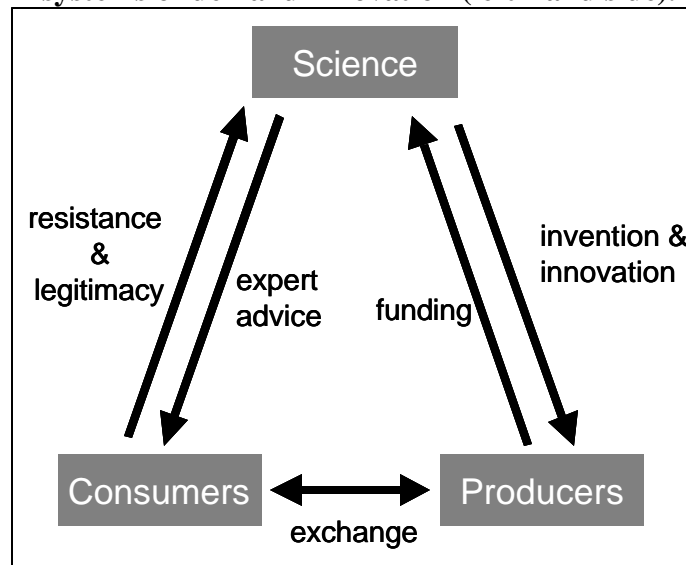 Science
resistance
&
legitimacy
expert
advice
funding
invention &
innovation
Consumers
Producers
exchange